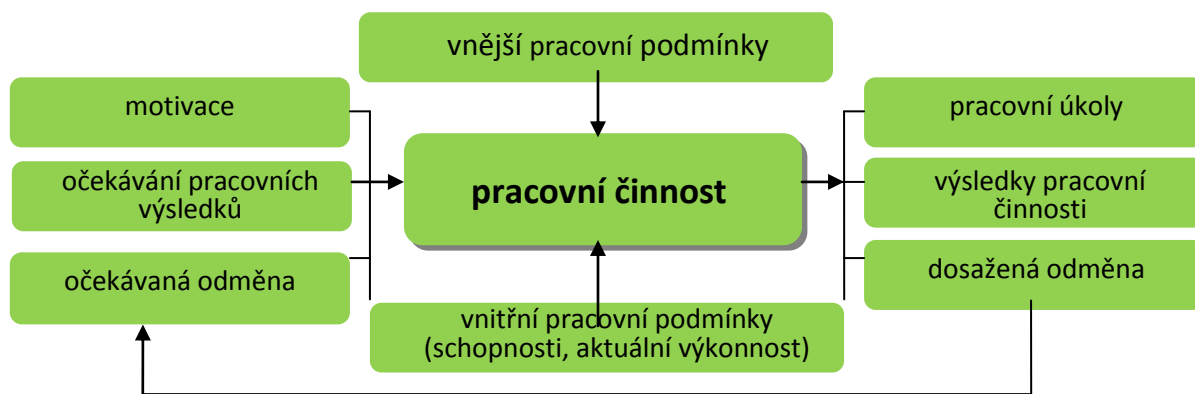 vnější pracovní podmínky
motivace
pracovní úkoly
očekávání pracovních
výsledků
pracovní činnost
výsledky pracovní
činnosti
očekávaná odměna
dosažená odměna
vnitřní pracovní podmínky
(schopnosti, aktuální výkonnost)